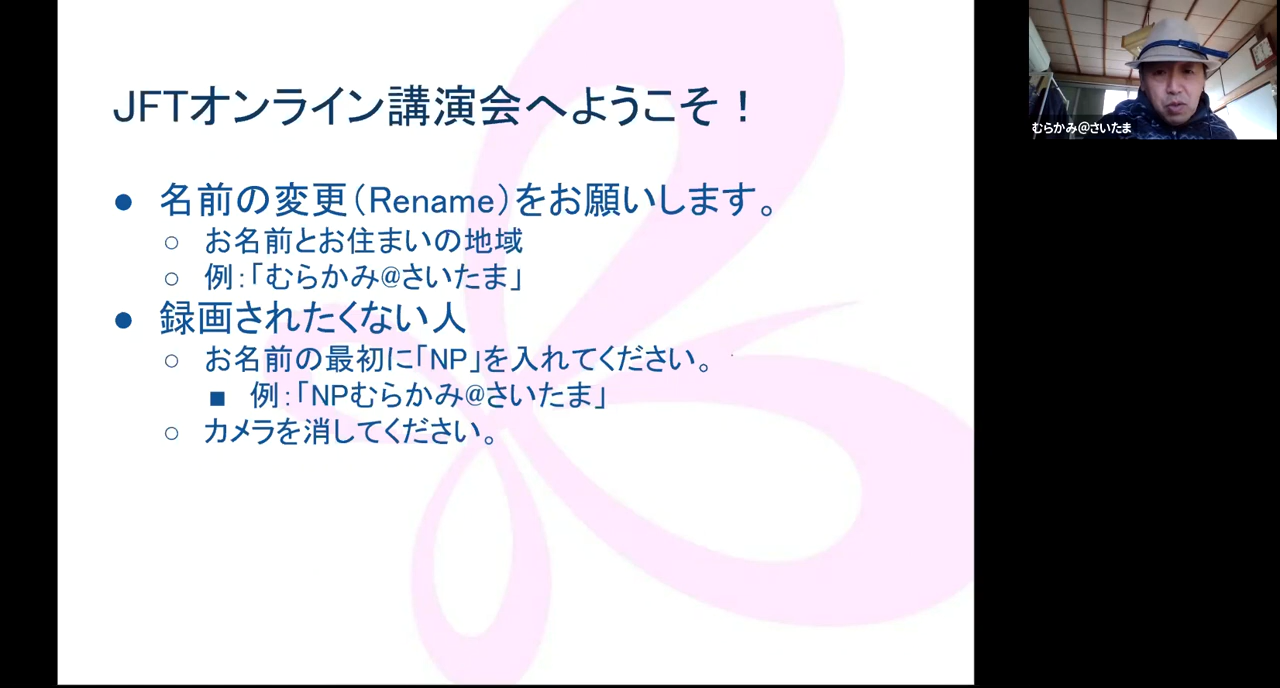 JFTオンライン講演会へようこそ！
● 名前の変更（Rename）をお願いします。
○ お名前とお住まいの地域
○ 例：「むらかみ@さいたま」
● 録画されたくない人
○ お名前の最初に「NP」を入れてください。
■ 例：「NPむらかみ@さいたま」
○ カメラを消してください。
むらかみ@さいたま